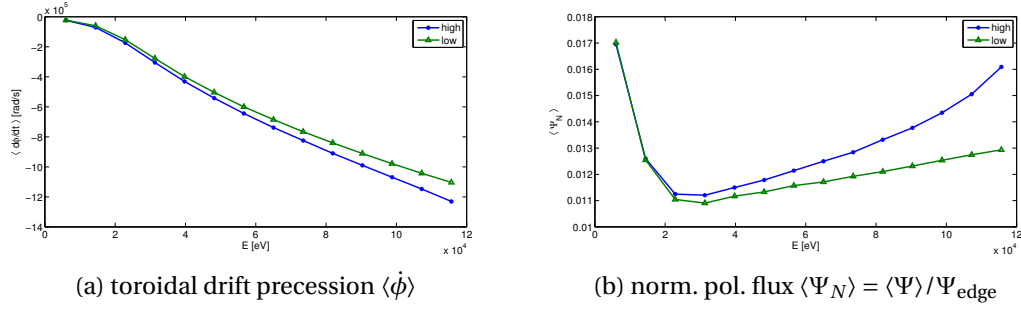 x 10^5
0
−2
−4
−6
−8
−10
−12
−14
⟨ dϕ/dt ⟩ [rad/s]
high
low
0 2 4 6 8 10 12
E [eV]
x 10^4
(a) toroidal drift precession ⟨ϕ̇⟩
0.018
0.017
0.016
0.015
0.014
0.013
0.012
0.011
0.01
⟨ Ψ_N ⟩
high
low
0 2 4 6 8 10 12
E [eV]
x 10^4
(b) norm. pol. flux ⟨Ψ_N⟩ = ⟨Ψ⟩/Ψ_edge